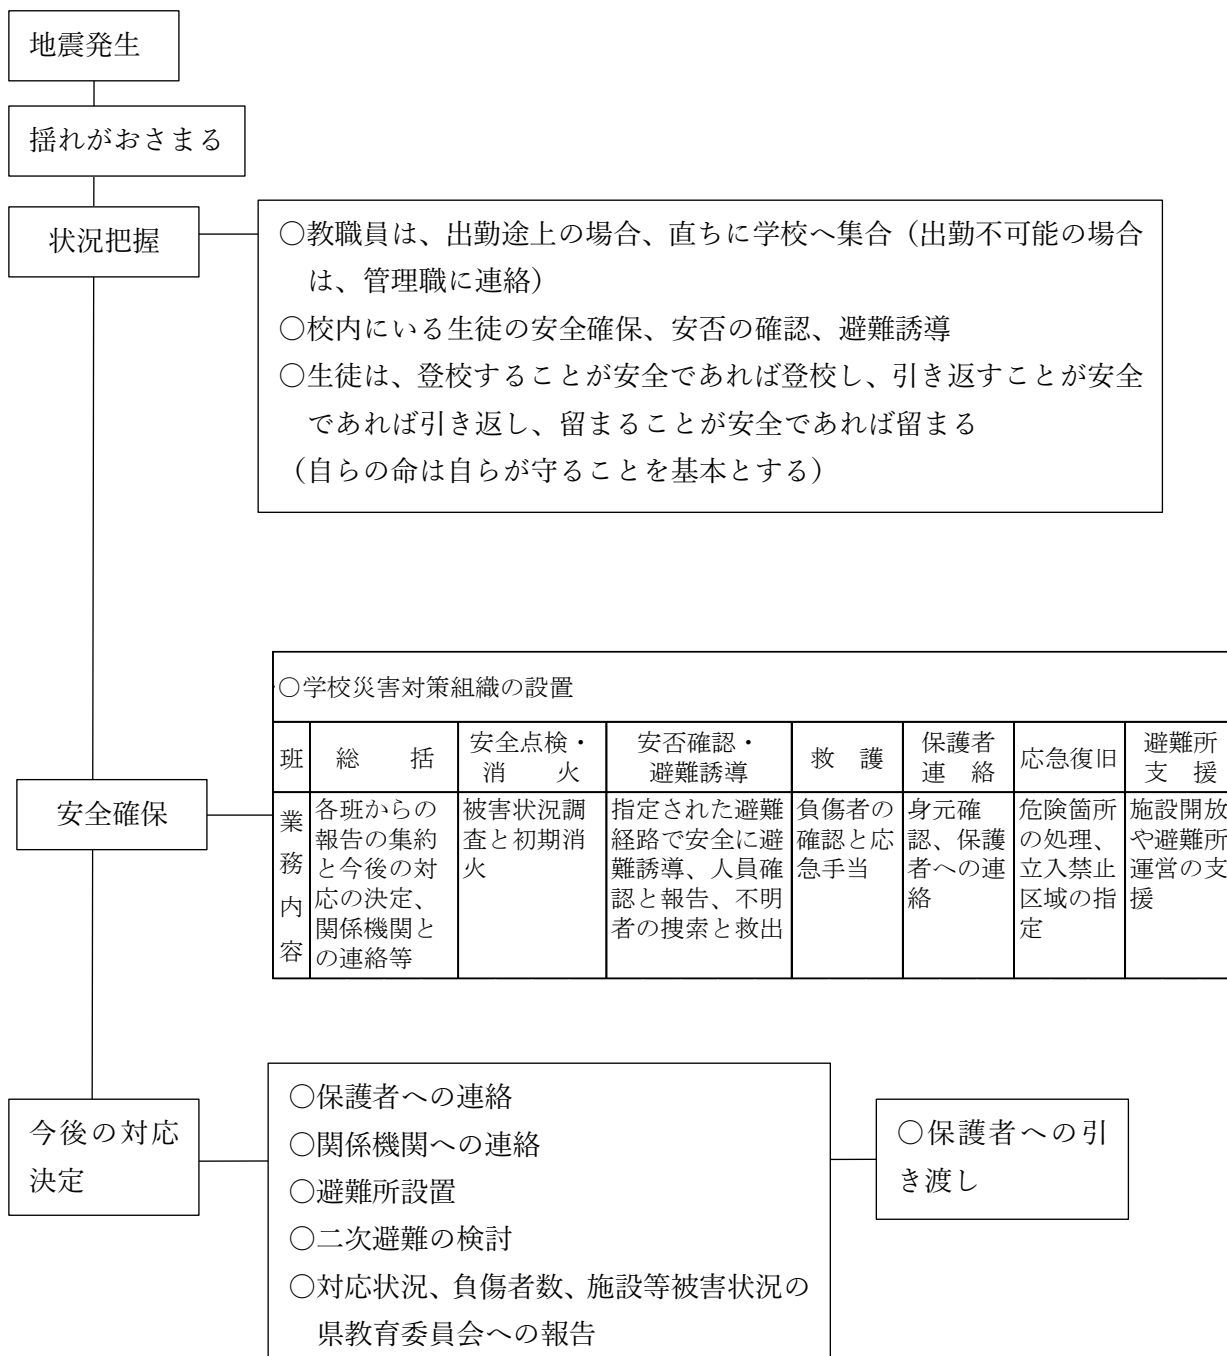 地震発生
揺れがおさまる
状況把握
○教職員は、出勤途上の場合、直ちに学校へ集合（出勤不可能の場合
は、管理職に連絡）
○校内にいる生徒の安全確保、安否の確認、避難誘導
○生徒は、登校することが安全であれば登校し、引き返すことが安全
であれば引き返し、留まることが安全であれば留まる
（自らの命は自らが守ることを基本とする）
安全確保
○学校災害対策組織の設置
班
総　　括
安全点検・
消　　火
安否確認・
避難誘導
救　護
保護者
連　絡
応急復旧
避難所
支　援
業
務
内
容
各班からの
報告の集約
と今後の対
応の決定、
関係機関と
の連絡等
被害状況調
査と初期消
火
指定された避難
経路で安全に避
難誘導、人員確
認と報告、不明
者の捜索と救出
負傷者の
確認と応
急手当
身元確
認、保護
者への連
絡
危険箇所
の処理、
立入禁止
区域の指
定
施設開放
や避難所
運営の支
援
今後の対応
決定
○保護者への連絡
○関係機関への連絡
○避難所設置
○二次避難の検討
○対応状況、負傷者数、施設等被害状況の
県教育委員会への報告
○保護者への引
き渡し